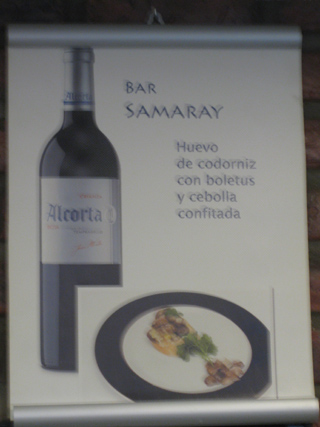 BAR
SAMARAY
Huevo
de codorniz
con boletus
y cebolla
confitada
Alcorta